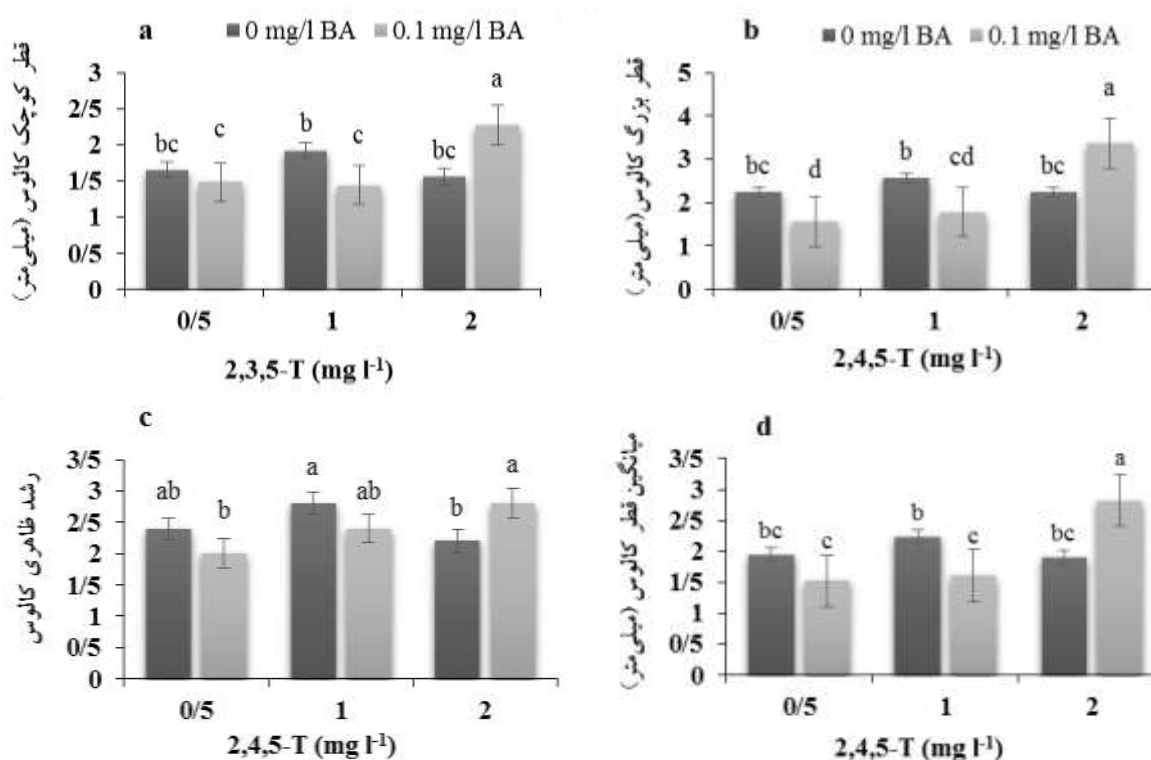 a
0 mg/l BA 0.1 mg/l BA
قطر کوچک کالوس (میلی‌متر)
3
2/5
2
1/5
1
0/5
0
bc c b c bc a
0/5 1 2
2,3,5-T (mg l⁻¹)
b
0 mg/l BA 0.1 mg/l BA
قطر بزرگ کالوس (میلی‌متر)
5
4
3
2
1
0
bc d b cd bc a
0/5 1 2
2,4,5-T (mg l⁻¹)
c
رشد ظاهری کالوس
3/5
3
2/5
2
1/5
1
0/5
0
ab b a ab b a
0/5 1 2
2,4,5-T (mg l⁻¹)
d
میانگین قطر کالوس (میلی‌متر)
3/5
3
2/5
2
1/5
1
0/5
0
bc c b c bc a
0/5 1 2
2,4,5-T (mg l⁻¹)